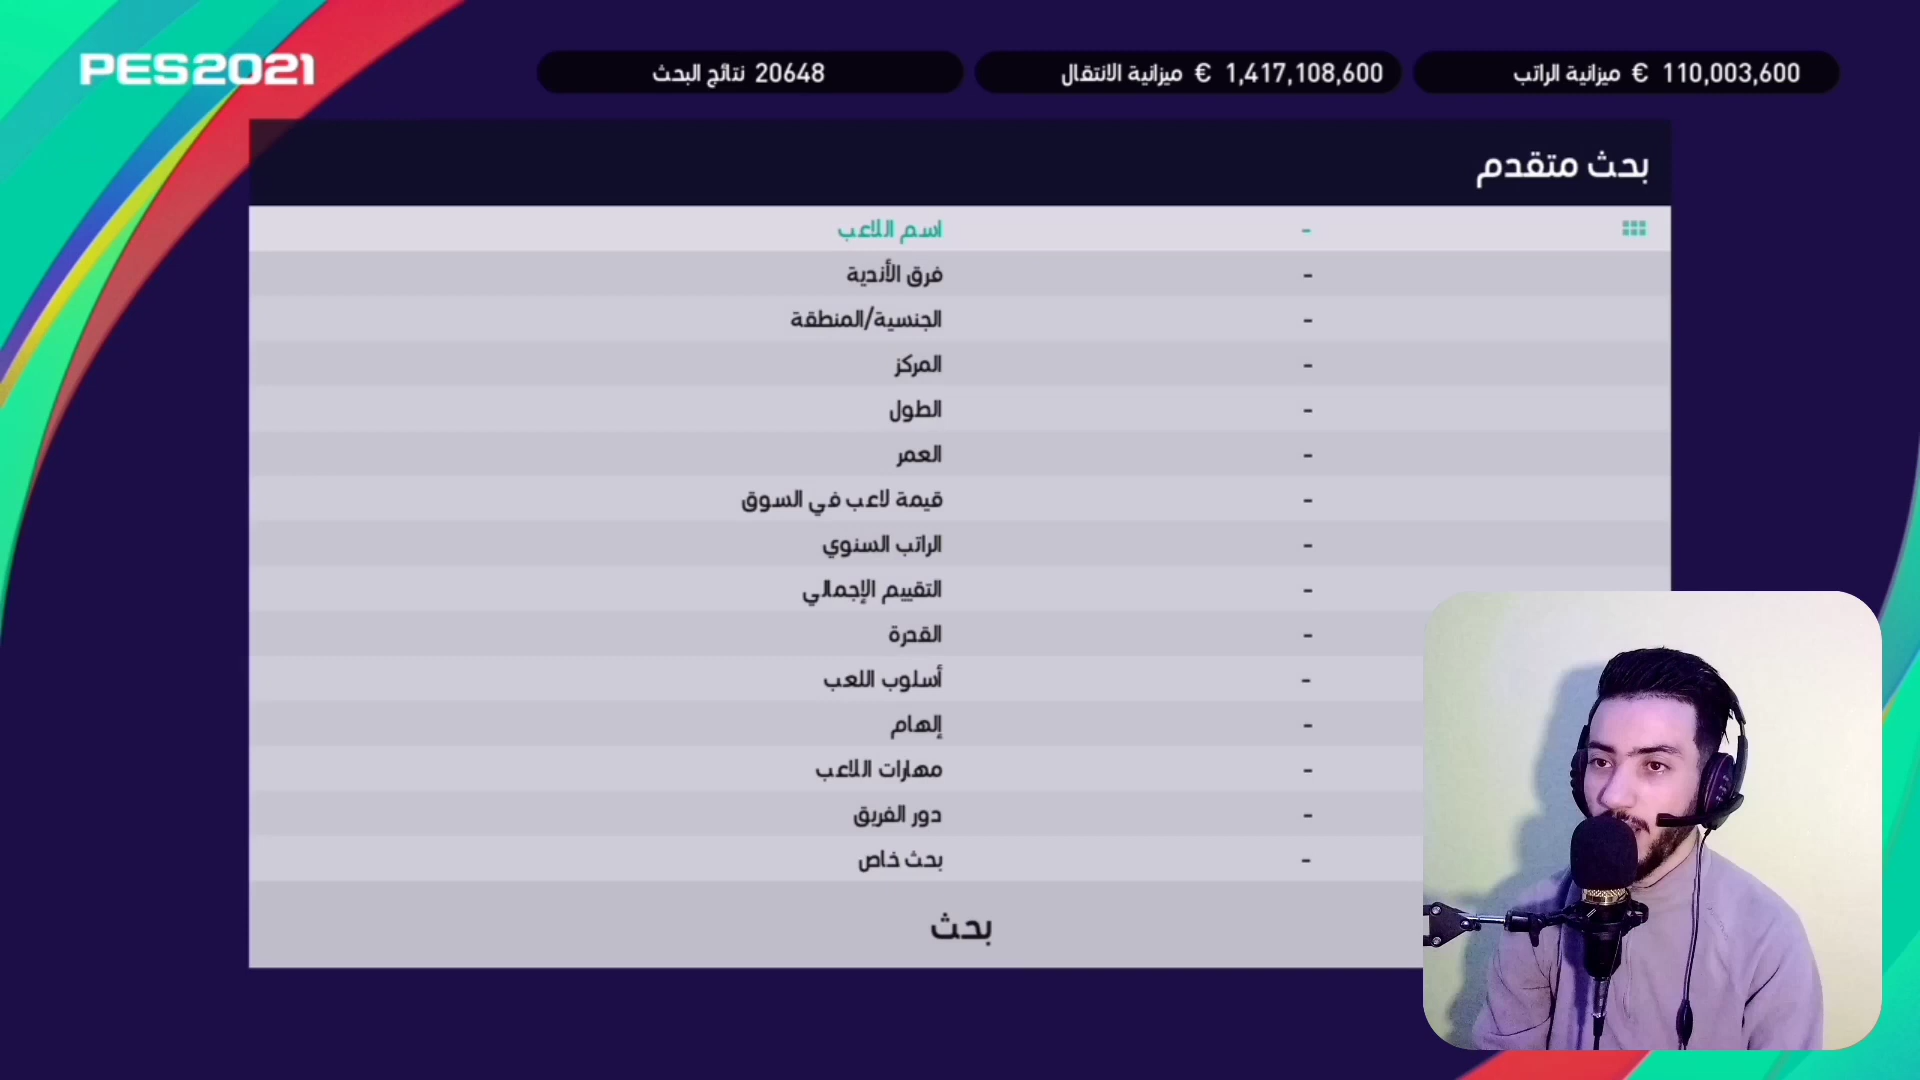 PES2021
20648 نتائج البحث
ميزانية الانتقال € 1,417,108,600
ميزانية الراتب € 110,003,600
بحث متقدم
اسم اللاعب -
فرق الأندية -
الجنسية/المنطقة -
المركز -
الطول -
العمر -
قيمة لاعب في السوق -
الراتب السنوي -
التقييم الإجمالي -
القدرة -
أسلوب اللعب -
إلهام -
مهارات اللاعب -
دور الفريق -
بحث خاص -
بحث